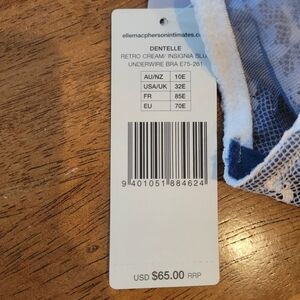 ellemacphersonintimates.co
DENTELLE
RETRO CREAM/ INSIGNIA BLU
UNDERWIRE BRA E75-261
AU/NZ 10E
USA/UK 32E
FR 85E
EU 70E
9 401051 884624
USD $65.00 RRP